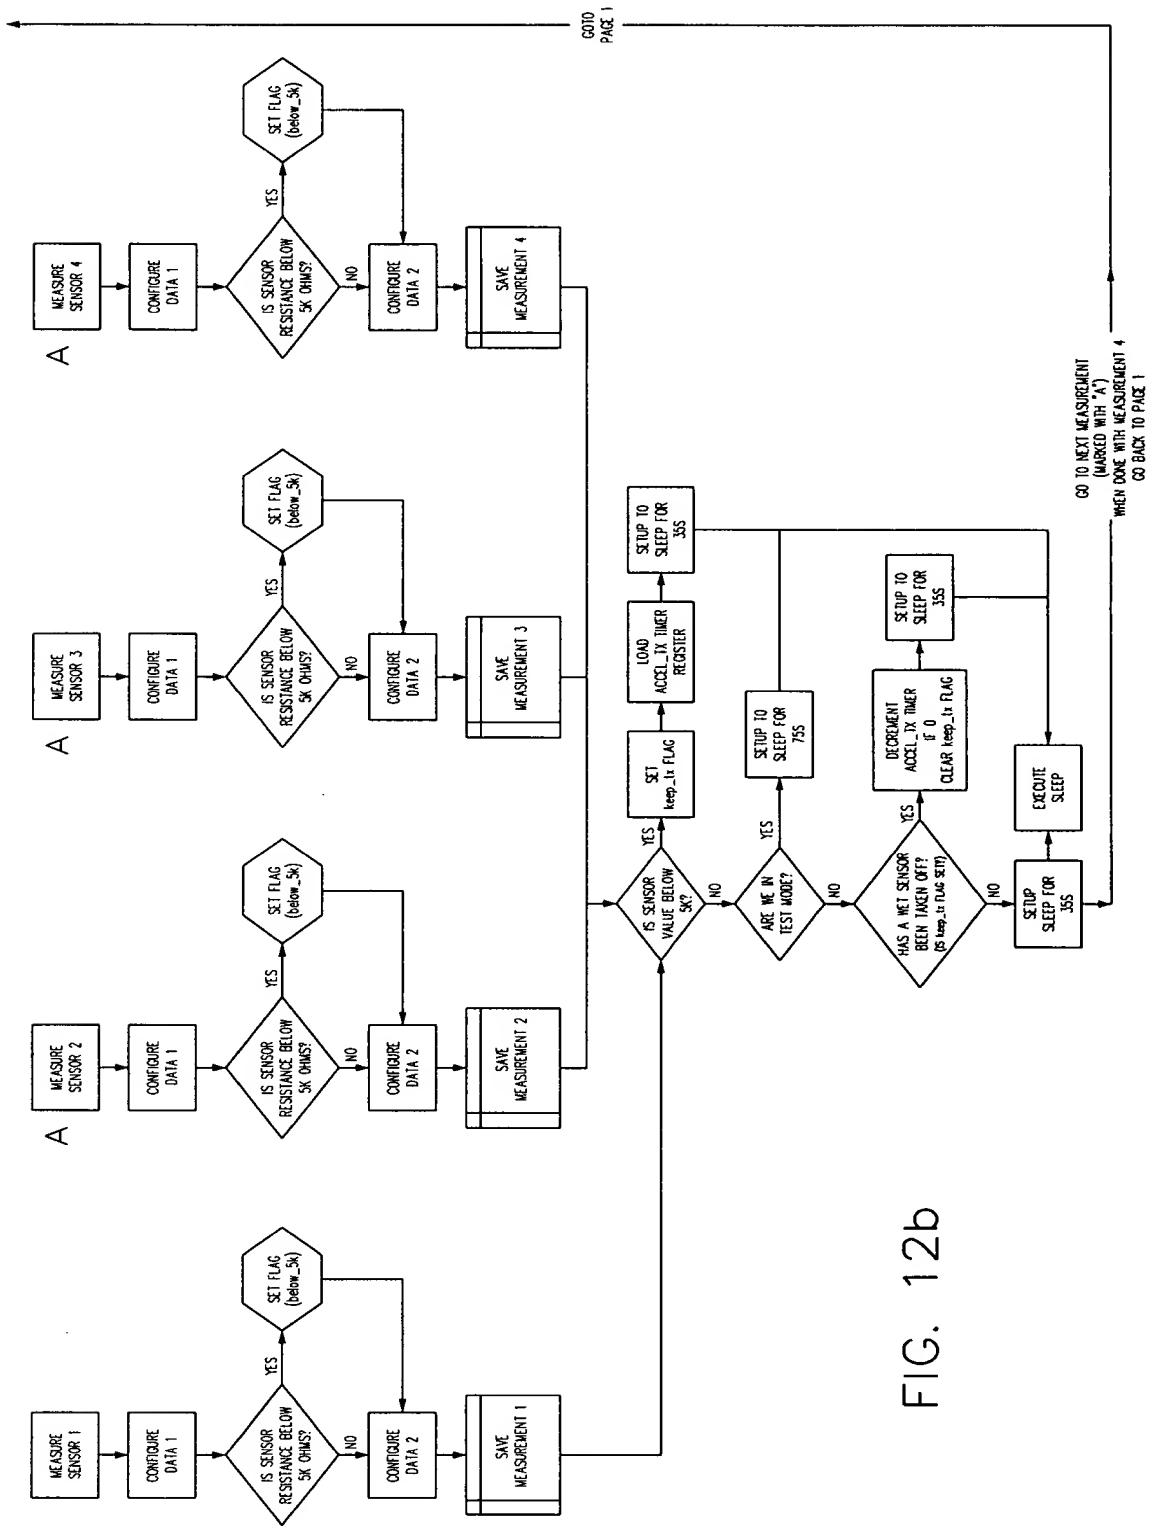 MEASURE
SENSOR 1
CONFIGURE
DATA 1
IS SENSOR
RESISTANCE BELOW
5K OHMS?
YES
SET FLAG
(below_5k)
NO
CONFIGURE
DATA 2
SAVE
MEASUREMENT 1
A
MEASURE
SENSOR 2
CONFIGURE
DATA 1
IS SENSOR
RESISTANCE BELOW
5K OHMS?
YES
SET FLAG
(below_5k)
NO
CONFIGURE
DATA 2
SAVE
MEASUREMENT 2
A
MEASURE
SENSOR 3
CONFIGURE
DATA 1
IS SENSOR
RESISTANCE BELOW
5K OHMS?
YES
SET FLAG
(below_5k)
NO
CONFIGURE
DATA 2
SAVE
MEASUREMENT 3
A
MEASURE
SENSOR 4
CONFIGURE
DATA 1
IS SENSOR
RESISTANCE BELOW
5K OHMS?
YES
SET FLAG
(below_5k)
NO
CONFIGURE
DATA 2
SAVE
MEASUREMENT 4
GOTO
PAGE 1
IS SENSOR
VALUE BELOW
5K?
YES
SET
keep_tx FLAG
LOAD
ACCEL_TX TIMER
REGISTER
SETUP TO
SLEEP FOR
35S
NO
ARE WE IN
TEST MODE?
YES
SETUP TO
SLEEP FOR
75S
NO
HAS A WET SENSOR
BEEN TAKEN OFF?
(IS keep_tx FLAG SET?)
YES
DECREMENT
ACCEL_TX TIMER
IF 0
CLEAR keep_tx FLAG
SETUP TO
SLEEP FOR
35S
NO
SETUP
SLEEP FOR
35S
EXECUTE
SLEEP
GO TO NEXT MEASUREMENT
(MARKED WITH "A")
WHEN DONE WITH MEASUREMENT 4
GO BACK TO PAGE 1
FIG. 12b